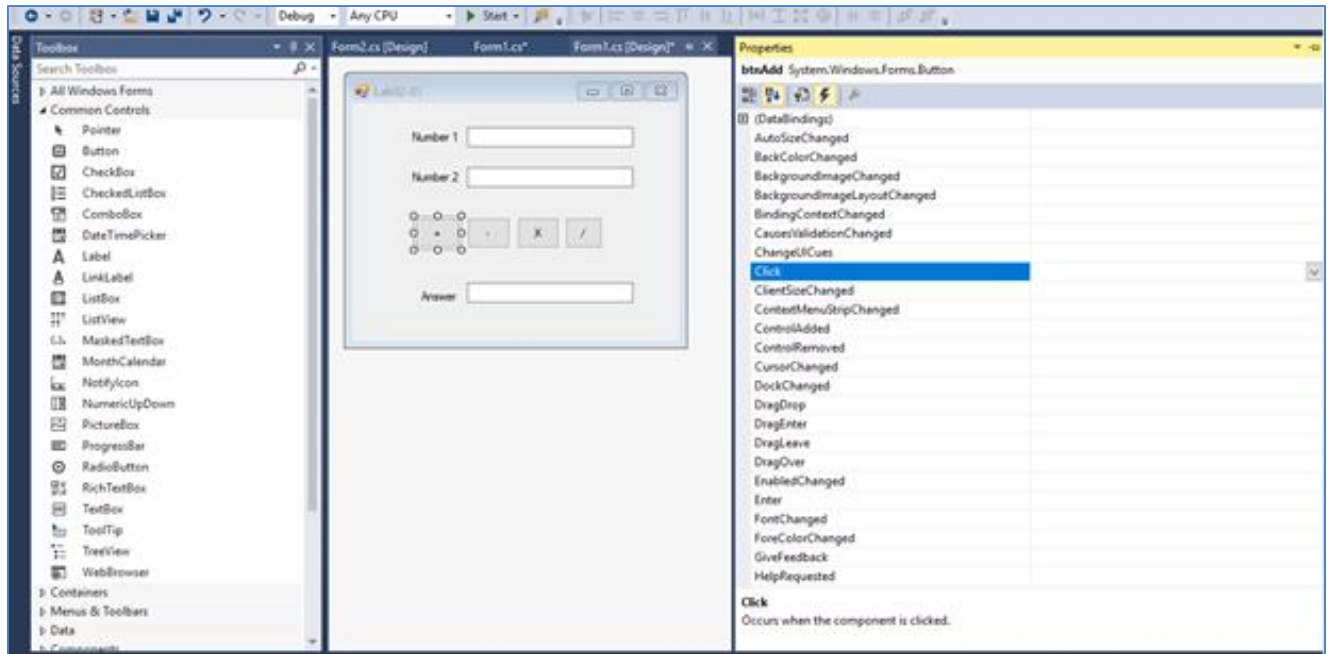 Debug
Any CPU
Start
Data Sources
Toolbox
Search Toolbox
All Windows Forms
Common Controls
Pointer
Button
CheckBox
CheckedListBox
ComboBox
DateTimePicker
Label
LinkLabel
ListBox
ListView
MaskedTextBox
MonthCalendar
NotifyIcon
NumericUpDown
PictureBox
ProgressBar
RadioButton
RichTextBox
TextBox
ToolTip
TreeView
WebBrowser
Containers
Menus & Toolbars
Data
Components
Form2.cs [Design] Form1.cs* Form1.cs [Design]*
Number 1
Number 2
+ - X /
Answer
Properties
btnAdd System.Windows.Forms.Button
(DataBindings)
AutoSizeChanged
BackColorChanged
BackgroundImageChanged
BackgroundImageLayoutChanged
BindingContextChanged
CausesValidationChanged
ChangeUICues
Click
ClientSizeChanged
ContextMenuStripChanged
ControlAdded
ControlRemoved
CursorChanged
DockChanged
DragDrop
DragEnter
DragLeave
DragOver
EnabledChanged
Enter
FontChanged
ForeColorChanged
GiveFeedback
HelpRequested
Click
Occurs when the component is clicked.